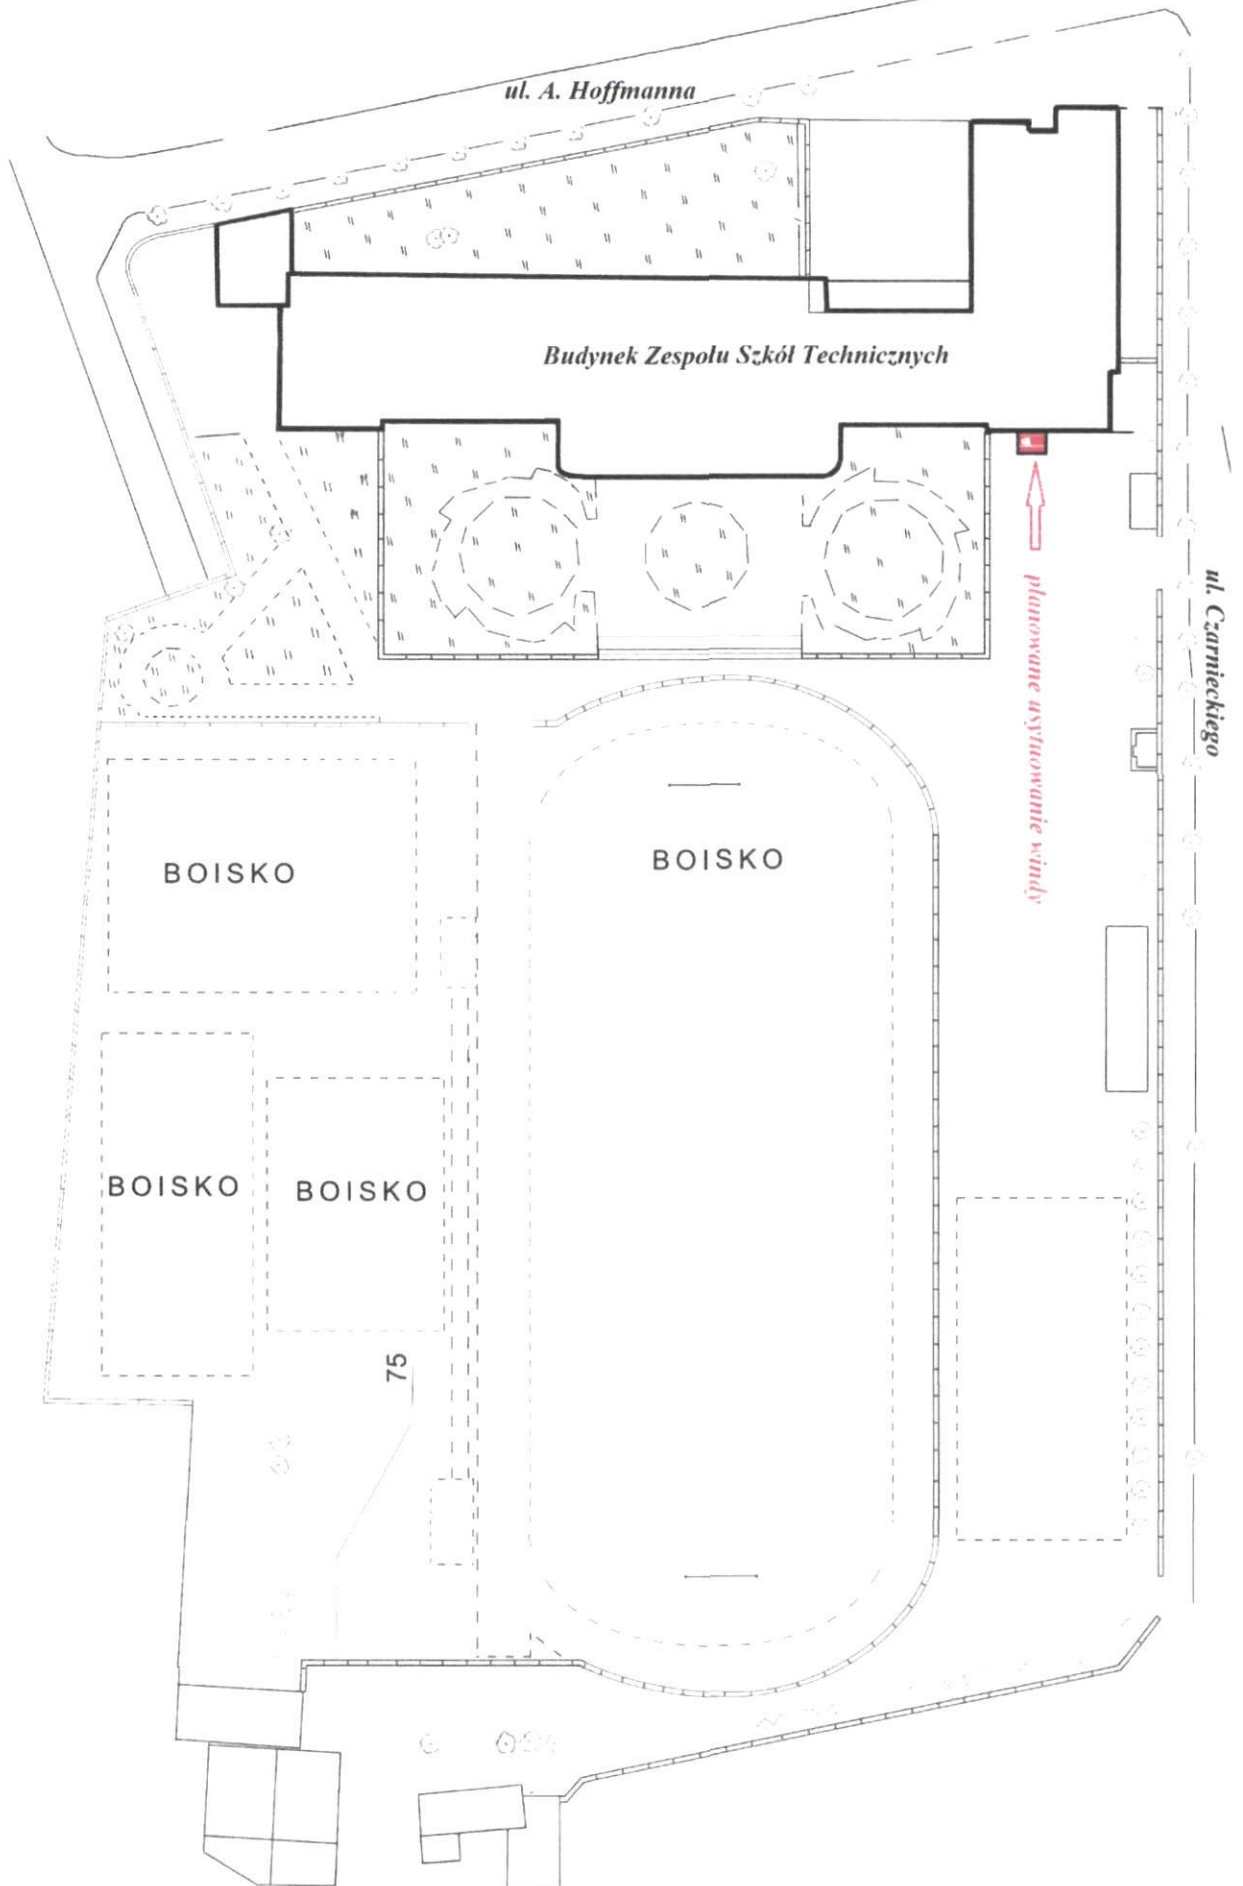 ul. A. Hoffmanna
Budynek Zespołu Szkół Technicznych
ul. Czarnieckiego
planowane usytuowanie windy
BOISKO
BOISKO
BOISKO
BOISKO
75